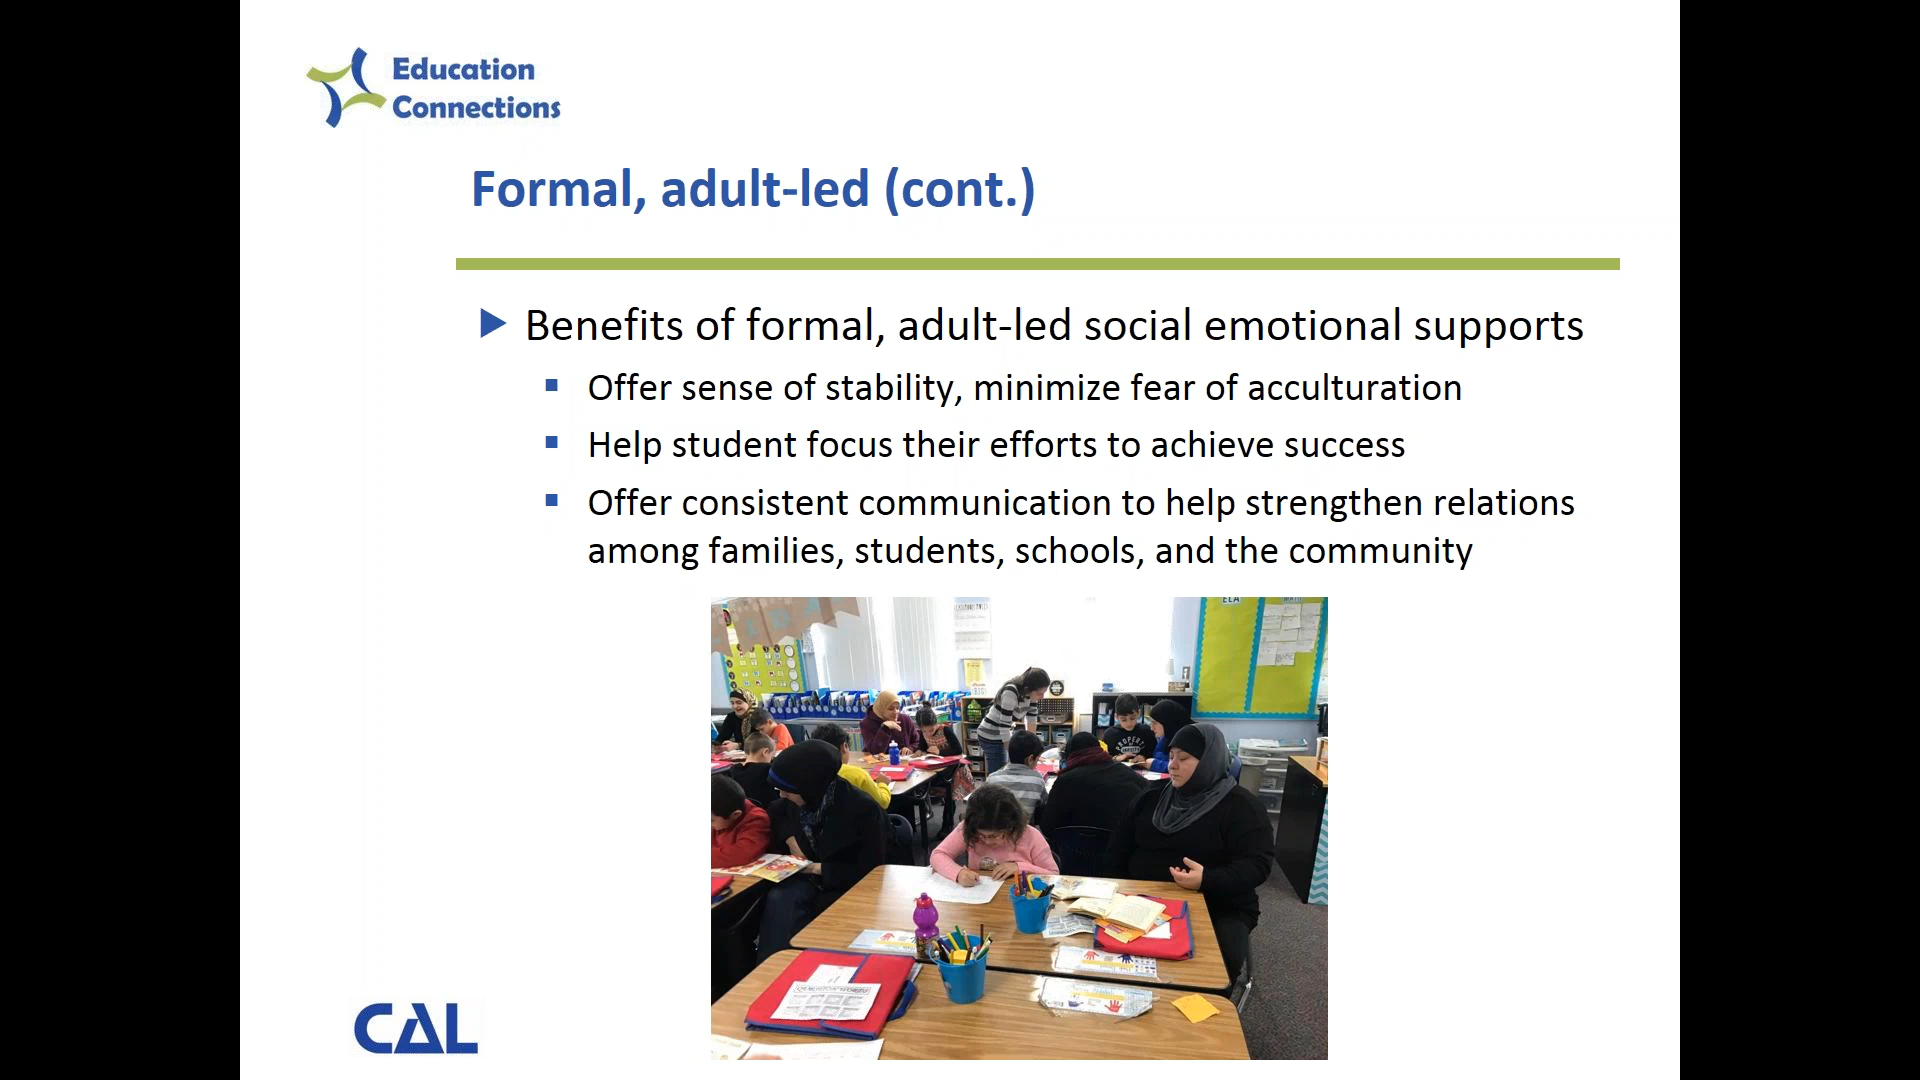 Education
Connections
Formal, adult-led (cont.)
Benefits of formal, adult-led social emotional supports
Offer sense of stability, minimize fear of acculturation
Help student focus their efforts to achieve success
Offer consistent communication to help strengthen relations
among families, students, schools, and the community
ELA
CAL